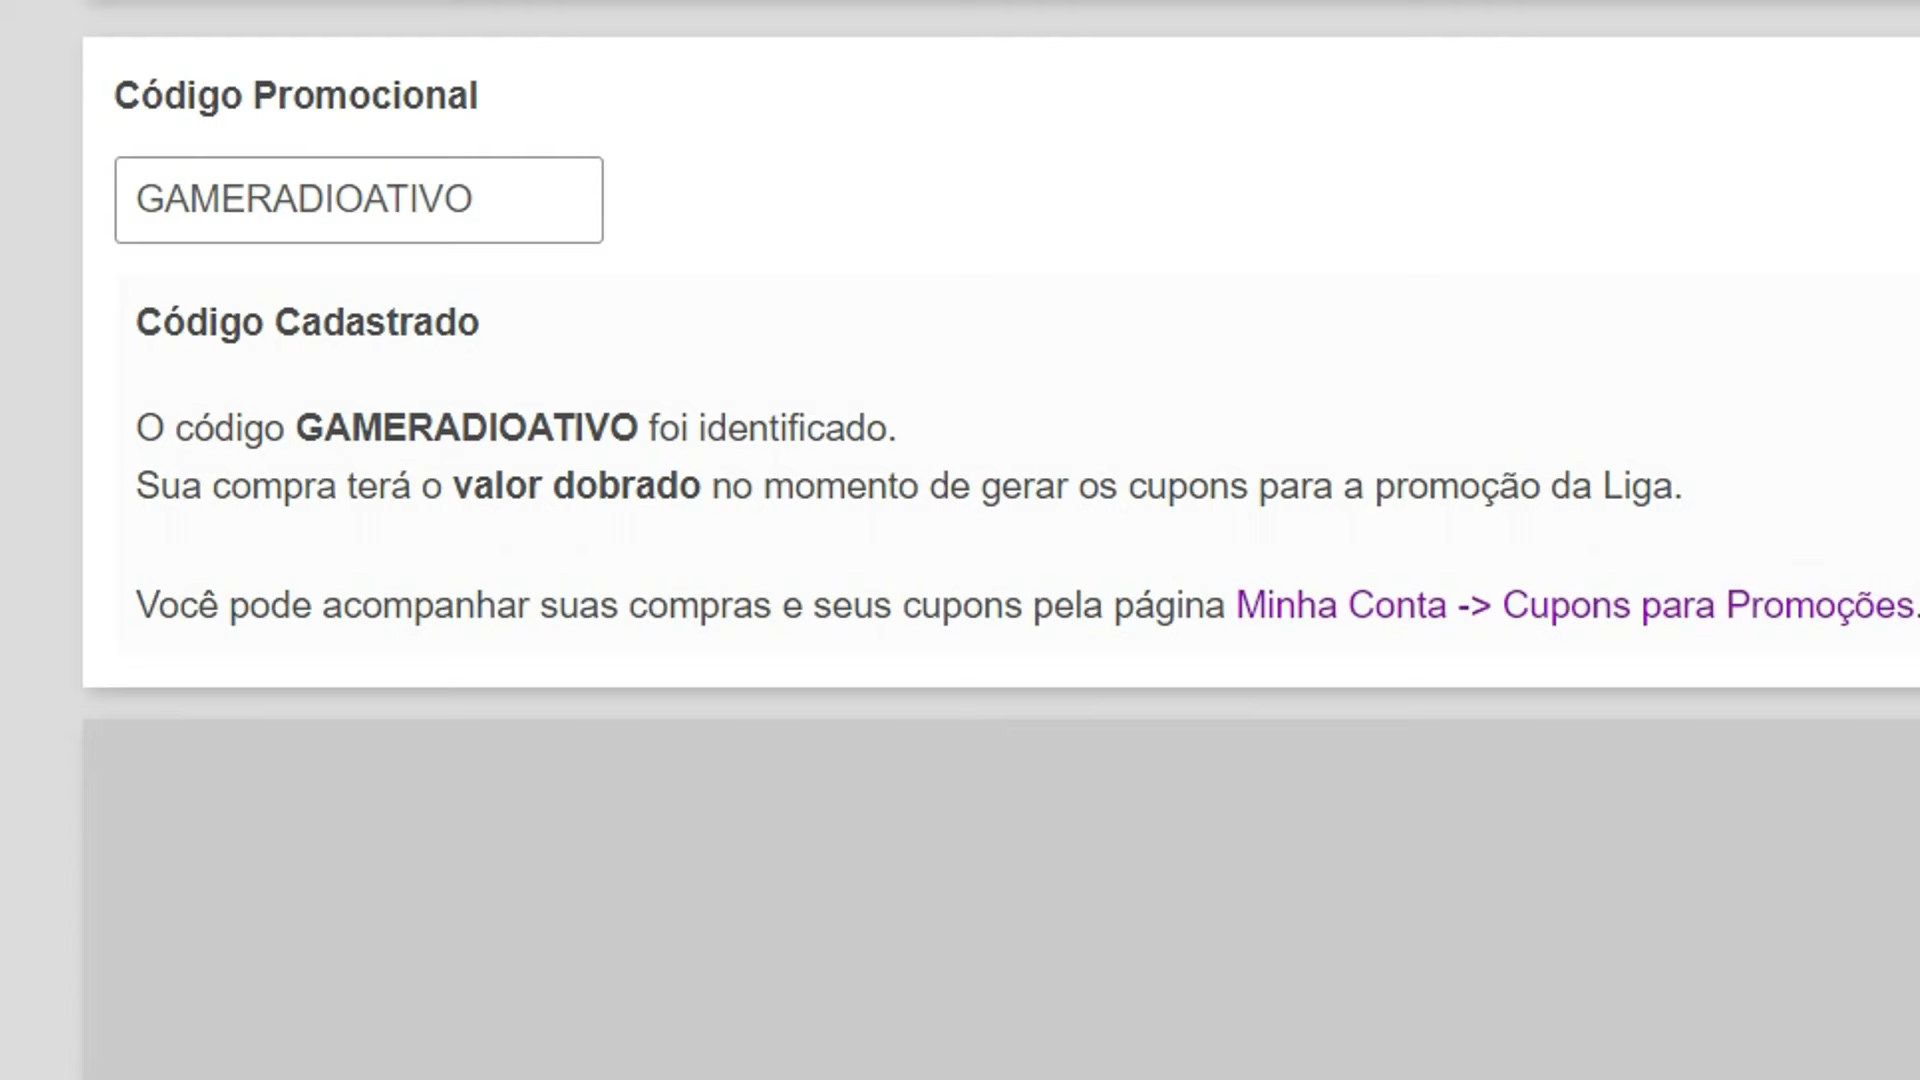 Código Promocional
GAMERADIOATIVO
Código Cadastrado
O código GAMERADIOATIVO foi identificado.
Sua compra terá o valor dobrado no momento de gerar os cupons para a promoção da Liga.
Você pode acompanhar suas compras e seus cupons pela página Minha Conta -> Cupons para Promoções.